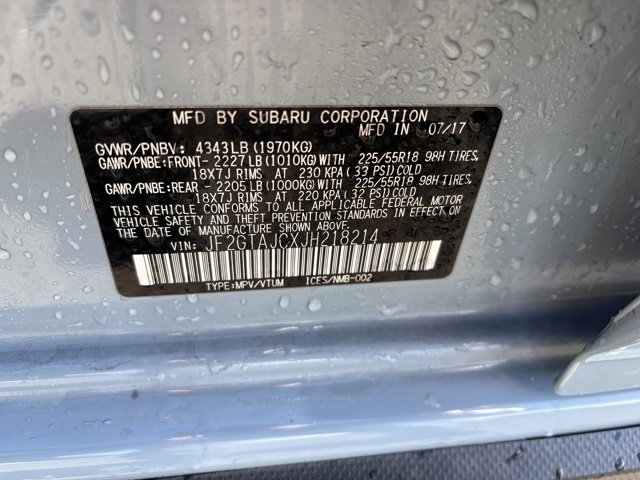 MFD BY SUBARU CORPORATION
MFD IN 07/17
GVWR/PNBV: 4343LB (1970KG)
GAWR/PNBE:FRONT- 2227LB(1010KG)WITH 225/55R18 98H TIRES,
18X7J RIMS AT 230 KPA(33 PSI)COLD
GAWR/PNBE:REAR - 2205LB(1000KG)WITH 225/55R18 98H TIRES,
18X7J RIMS AT 220 KPA(32 PSI)COLD
THIS VEHICLE CONFORMS TO ALL APPLICABLE FEDERAL MOTOR
VEHICLE SAFETY AND THEFT PREVENTION STANDARDS IN EFFECT ON
THE DATE OF MANUFACTURE SHOWN ABOVE.
VIN: JF2GTAJCXJH218214
TYPE:MPV/VTUM ICES/NMB-002